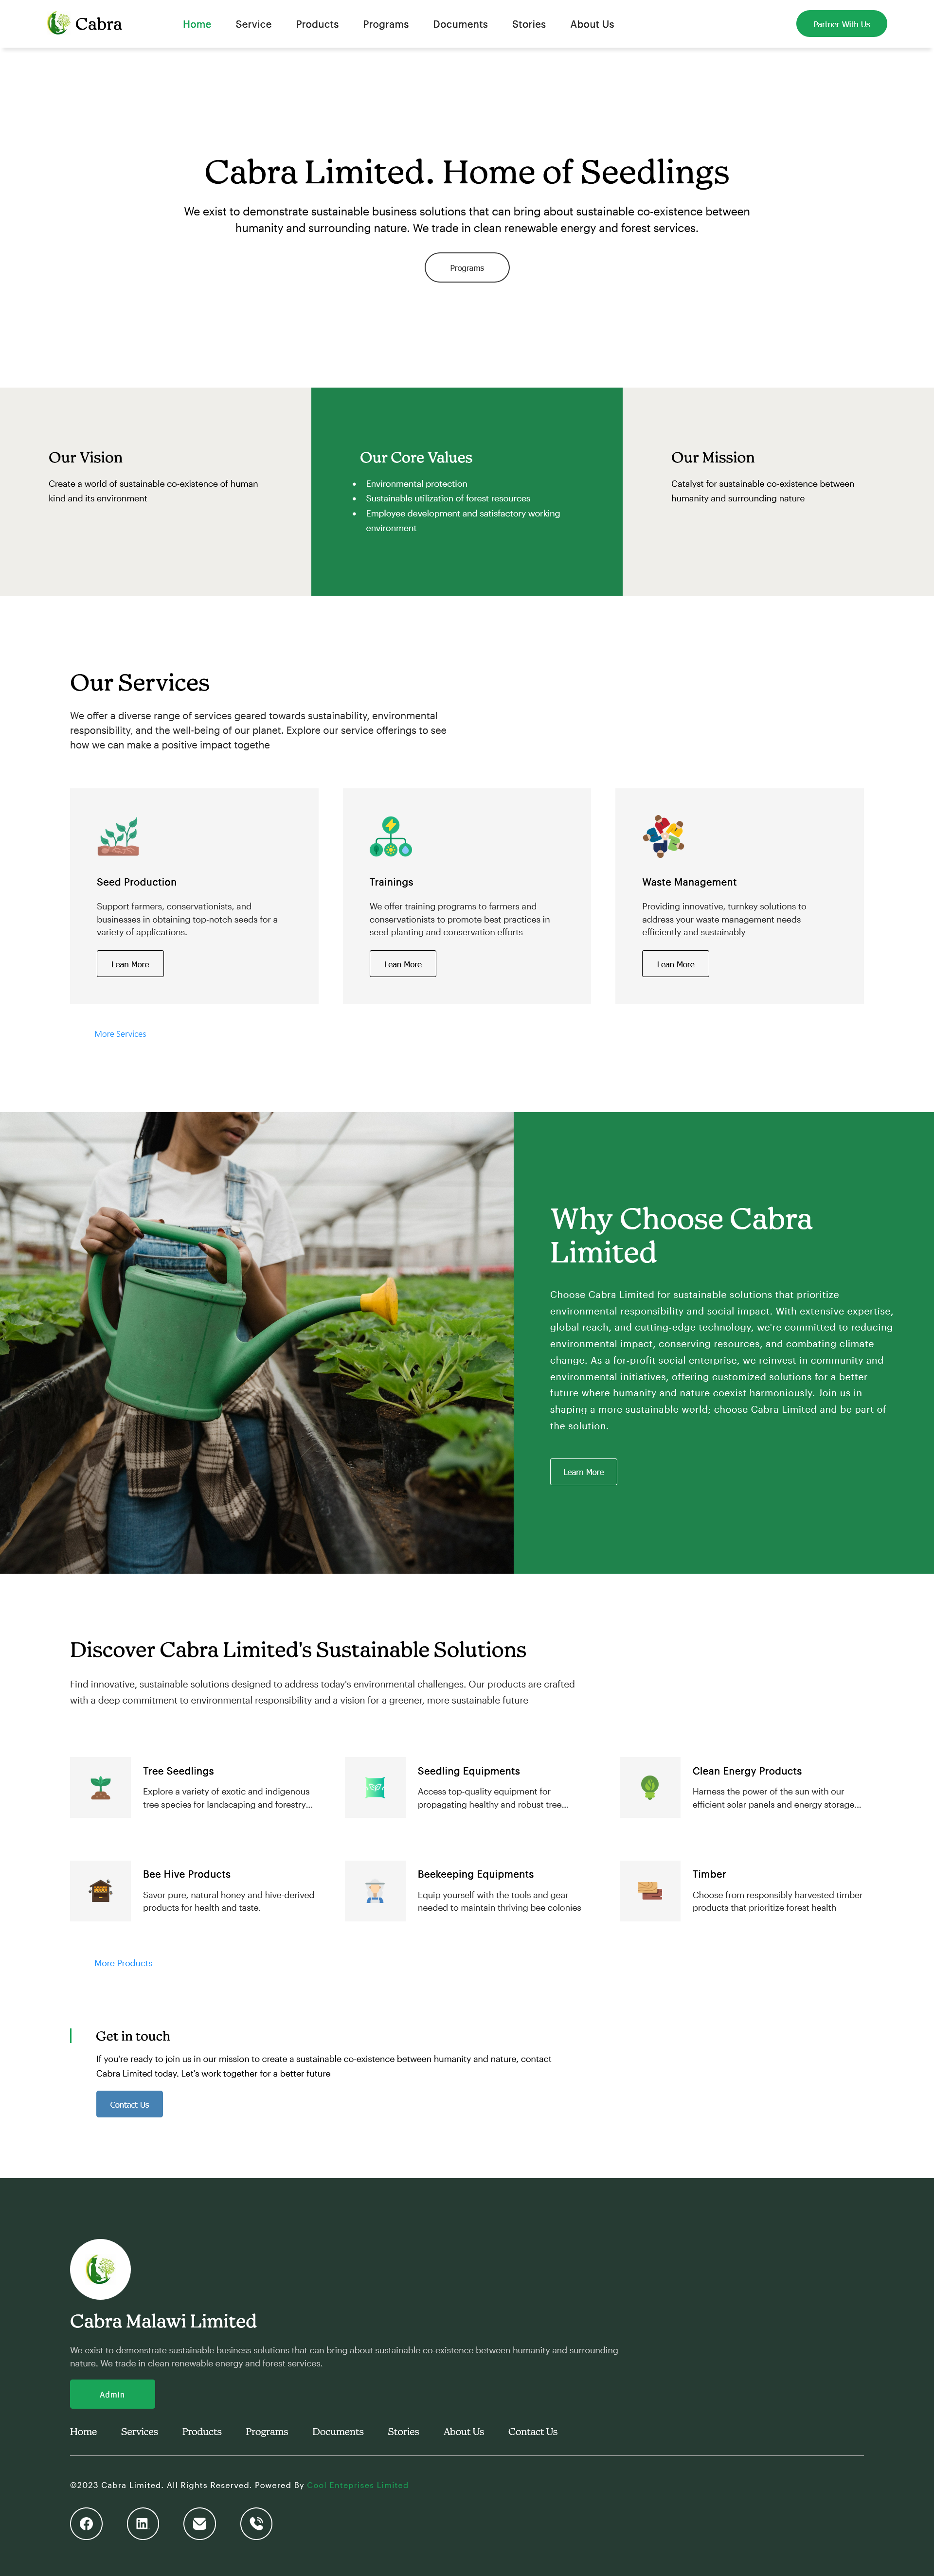 Cabra
Home
Service
Products
Programs
Documents
Stories
About Us
Partner With Us
Cabra Limited. Home of Seedlings
We exist to demonstrate sustainable business solutions that can bring about sustainable co-existence between
humanity and surrounding nature. We trade in clean renewable energy and forest services.
Programs
Our Vision
Create a world of sustainable co-existence of human
kind and its environment
Our Core Values
Environmental protection
Sustainable utilization of forest resources
Employee development and satisfactory working
environment
Our Mission
Catalyst for sustainable co-existence between
humanity and surrounding nature
Our Services
We offer a diverse range of services geared towards sustainability, environmental
responsibility, and the well-being of our planet. Explore our service offerings to see
how we can make a positive impact togethe
Seed Production
Support farmers, conservationists, and
businesses in obtaining top-notch seeds for a
variety of applications.
Lean More
Trainings
We offer training programs to farmers and
conservationists to promote best practices in
seed planting and conservation efforts
Lean More
Waste Management
Providing innovative, turnkey solutions to
address your waste management needs
efficiently and sustainably
Lean More
More Services
Why Choose Cabra
Limited
Choose Cabra Limited for sustainable solutions that prioritize
environmental responsibility and social impact. With extensive expertise,
global reach, and cutting-edge technology, we're committed to reducing
environmental impact, conserving resources, and combating climate
change. As a for-profit social enterprise, we reinvest in community and
environmental initiatives, offering customized solutions for a better
future where humanity and nature coexist harmoniously. Join us in
shaping a more sustainable world; choose Cabra Limited and be part of
the solution.
Learn More
Discover Cabra Limited's Sustainable Solutions
Find innovative, sustainable solutions designed to address today's environmental challenges. Our products are crafted
with a deep commitment to environmental responsibility and a vision for a greener, more sustainable future
Tree Seedlings
Explore a variety of exotic and indigenous
tree species for landscaping and forestry...
Seedling Equipments
Access top-quality equipment for
propagating healthy and robust tree...
Clean Energy Products
Harness the power of the sun with our
efficient solar panels and energy storage...
Bee Hive Products
Savor pure, natural honey and hive-derived
products for health and taste.
Beekeeping Equipments
Equip yourself with the tools and gear
needed to maintain thriving bee colonies
Timber
Choose from responsibly harvested timber
products that prioritize forest health
More Products
Get in touch
If you're ready to join us in our mission to create a sustainable co-existence between humanity and nature, contact
Cabra Limited today. Let's work together for a better future
Contact Us
Cabra Malawi Limited
We exist to demonstrate sustainable business solutions that can bring about sustainable co-existence between humanity and surrounding
nature. We trade in clean renewable energy and forest services.
Admin
Home
Services
Products
Programs
Documents
Stories
About Us
Contact Us
©2023 Cabra Limited. All Rights Reserved. Powered By Cool Enteprises Limited